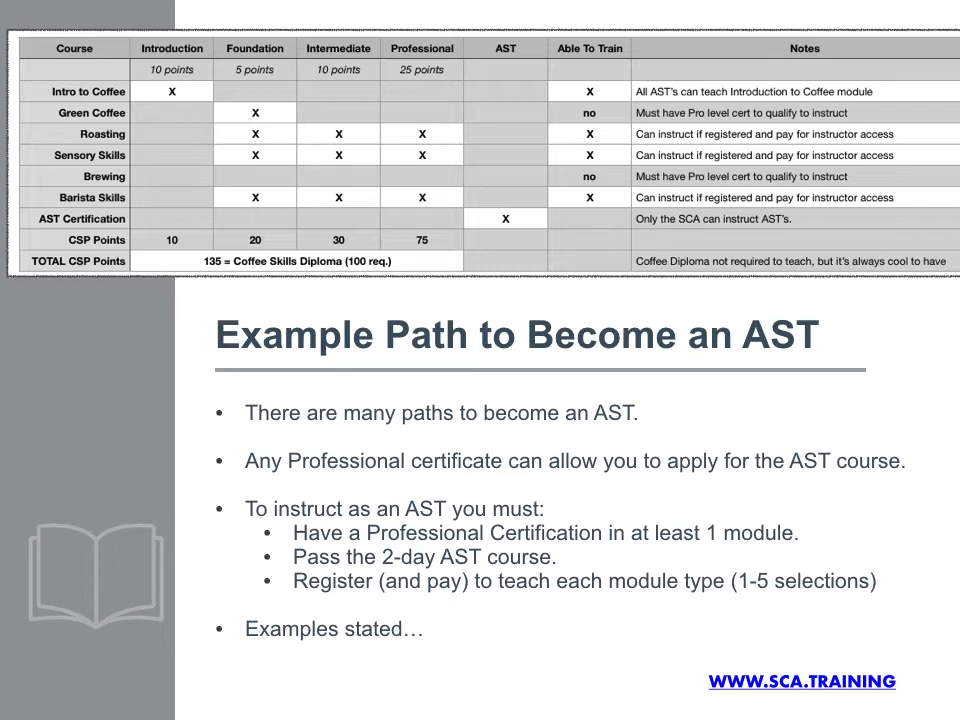 Course Introduction Foundation Intermediate Professional AST Able To Train Notes
10 points 5 points 10 points 25 points
Intro to Coffee X X All AST's can teach Introduction to Coffee module
Green Coffee X no Must have Pro level cert to qualify to instruct
Roasting X X X X Can instruct if registered and pay for instructor access
Sensory Skills X X X X Can instruct if registered and pay for instructor access
Brewing no Must have Pro level cert to qualify to instruct
Barista Skills X X X X Can instruct if registered and pay for instructor access
AST Certification X Only the SCA can instruct AST's.
CSP Points 10 20 30 75
TOTAL CSP Points 135 = Coffee Skills Diploma (100 req.) Coffee Diploma not required to teach, but it's always cool to have
Example Path to Become an AST
• There are many paths to become an AST.
• Any Professional certificate can allow you to apply for the AST course.
• To instruct as an AST you must:
• Have a Professional Certification in at least 1 module.
• Pass the 2-day AST course.
• Register (and pay) to teach each module type (1-5 selections)
• Examples stated…
WWW.SCA.TRAINING